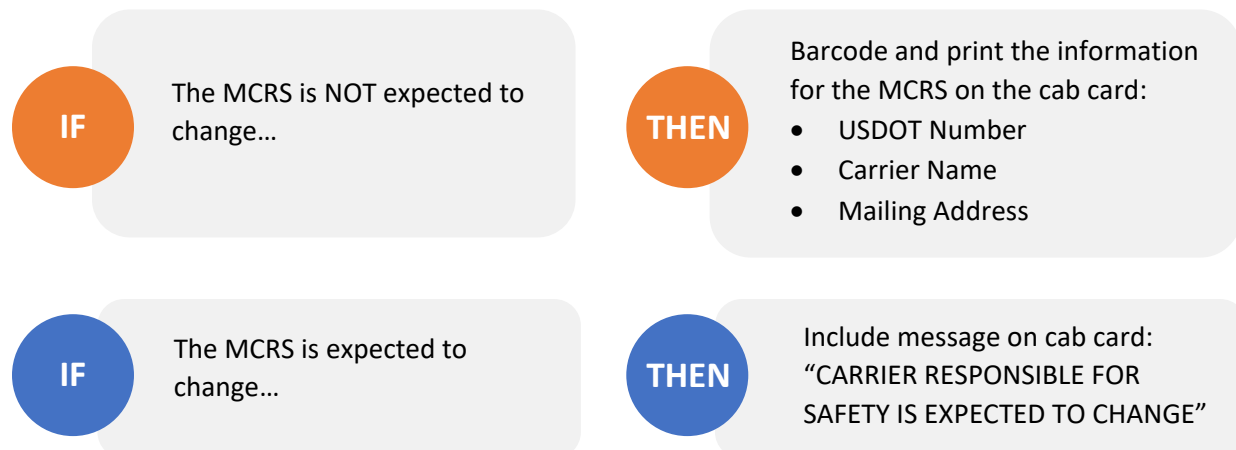 IF
The MCRS is NOT expected to
change…
THEN
Barcode and print the information
for the MCRS on the cab card:
• USDOT Number
• Carrier Name
• Mailing Address
IF
The MCRS is expected to
change…
THEN
Include message on cab card:
“CARRIER RESPONSIBLE FOR
SAFETY IS EXPECTED TO CHANGE”